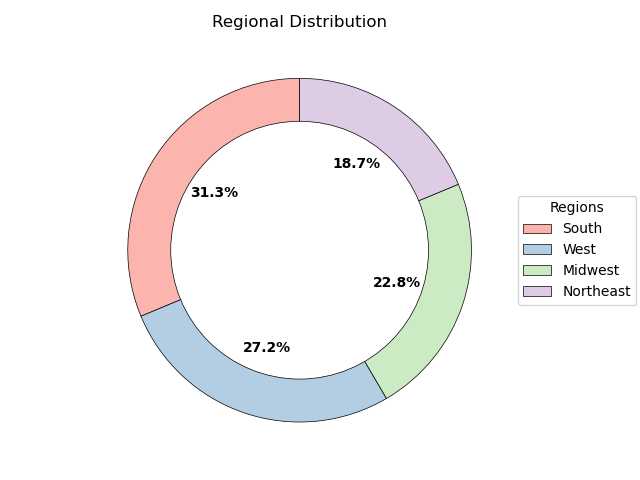 Regional Distribution
18.7%
31.3%
22.8%
27.2%
Regions
South
West
Midwest
Northeast